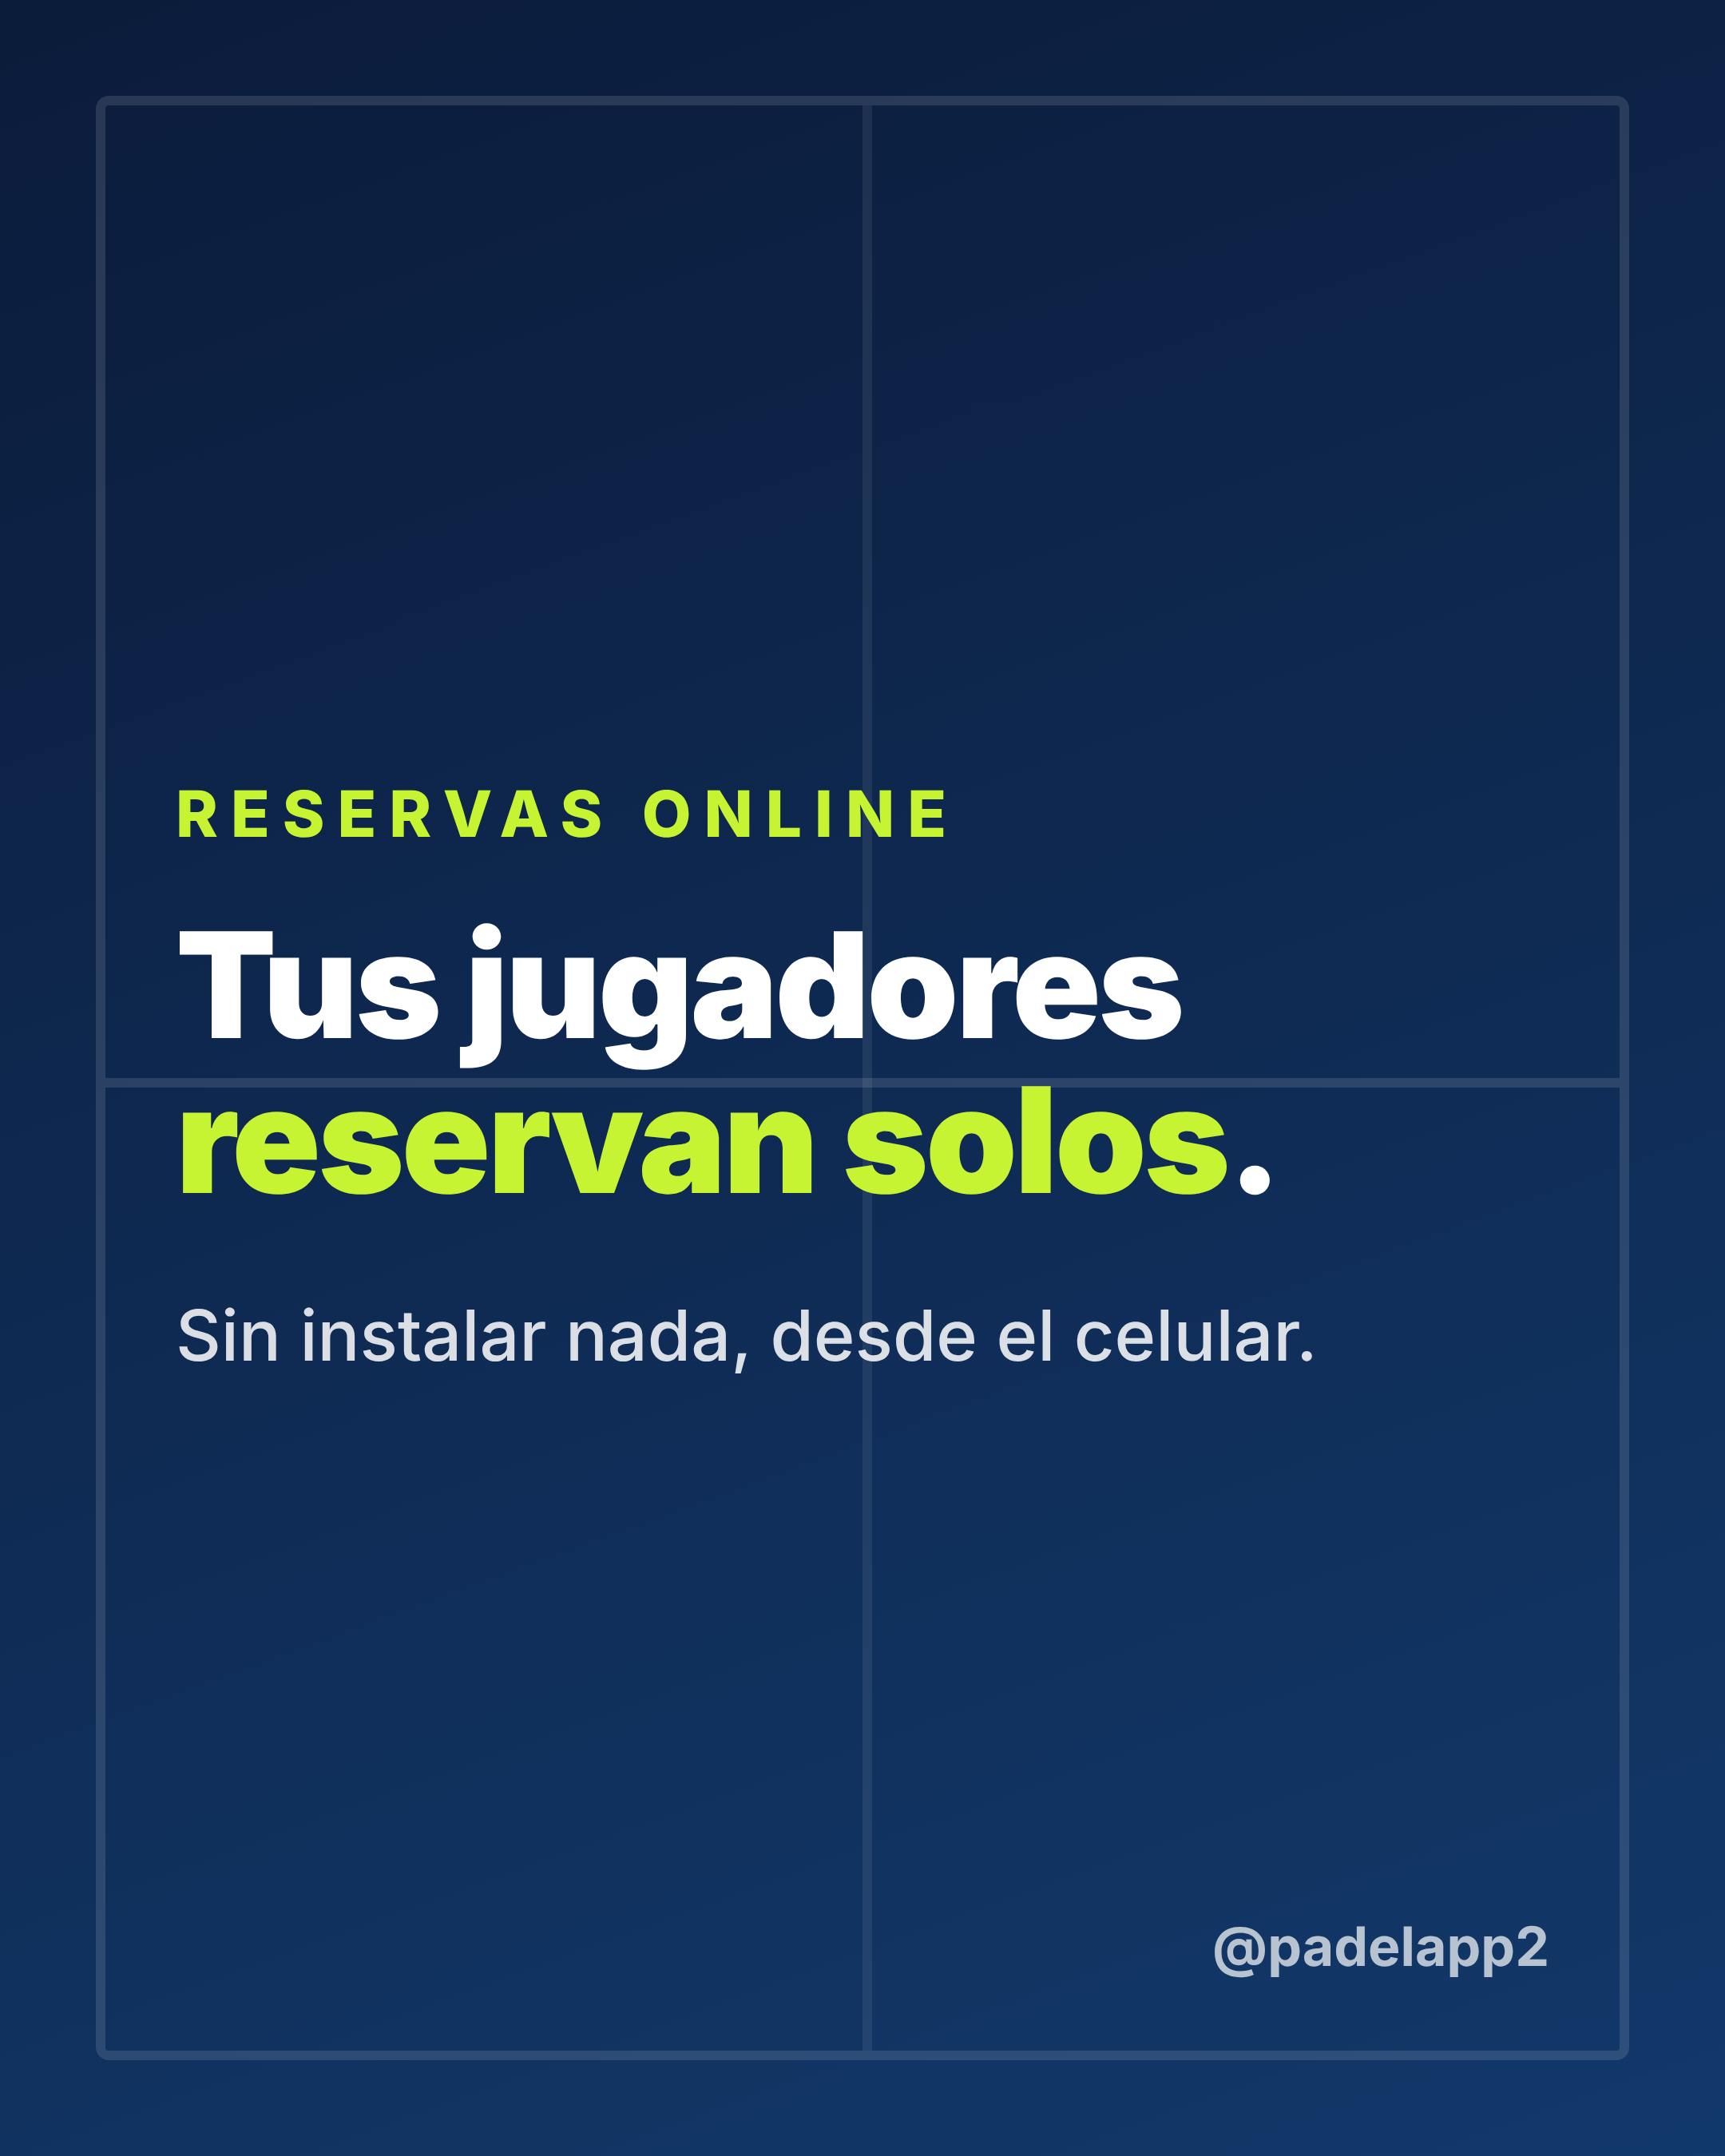 RESERVAS ONLINE
Tus jugadores
reservan solos.
Sin instalar nada, desde el celular.
@padelapp2